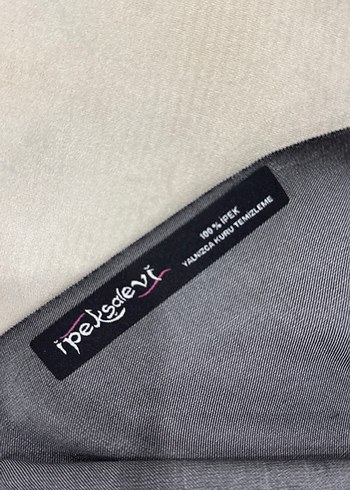 ipekşalevi
100 % İPEK
YALNIZCA KURU TEMİZLEME